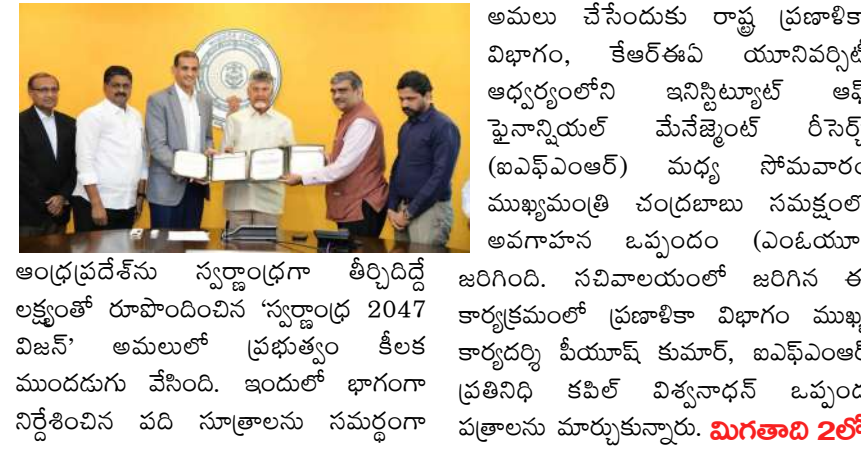 ఆంధ్రప్రదేశ్‌ను స్వర్ణాంధ్రగా తీర్చిదిద్దే
లక్ష్యంతో రూపొందించిన ‘స్వర్ణాంధ్ర 2047
విజన్’ అమలులో ప్రభుత్వం కీలక
ముందడుగు వేసింది. ఇందులో భాగంగా
నిర్దేశించిన పది సూత్రాలను సమర్థంగా
అమలు చేసేందుకు రాష్ట్ర ప్రణాళికా
విభాగం, కేఆర్ఈఏ యూనివర్సిటీ
ఆధ్వర్యంలోని ఇనిస్టిట్యూట్ ఆఫ్
ఫైనాన్షియల్ మేనేజ్మెంట్ రీసెర్చ్
(ఐఎఫ్ఎంఆర్) మధ్య సోమవారం
ముఖ్యమంత్రి చంద్రబాబు సమక్షంలో
అవగాహన ఒప్పందం (ఎంఓయూ
జరిగింది. సచివాలయంలో జరిగిన ఈ
కార్యక్రమంలో ప్రణాళికా విభాగం ముఖ్య
కార్యదర్శి పీయూష్ కుమార్, ఐఎఫ్ఎంఆర్
ప్రతినిధి కపిల్ విశ్వనాధన్ ఒప్పంద
పత్రాలను మార్చుకున్నారు. మిగతాది 2లో